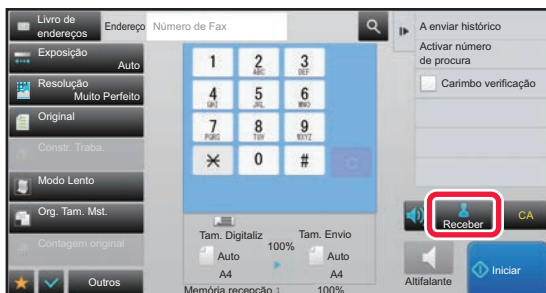 Livro de
endereços
Endereço
Número de Fax
A enviar histórico
Exposição
Auto
Activar número
de procura
Resolução
Muito Perfeito
Carimbo verificação
Original
Constr. Traba.
Modo Lento
Org. Tam. Mst.
Contagem original
Outros
1
2
ABC
3
DEF
4
GHI
5
JKL
6
MNO
7
PQRS
8
TUV
9
WXYZ
0
#
C
Tam. Digitaliz
Tam. Envio
100%
Auto
Auto
A4
A4
Memória recenção :
100%
Receber
CA
Altifalante
Iniciar